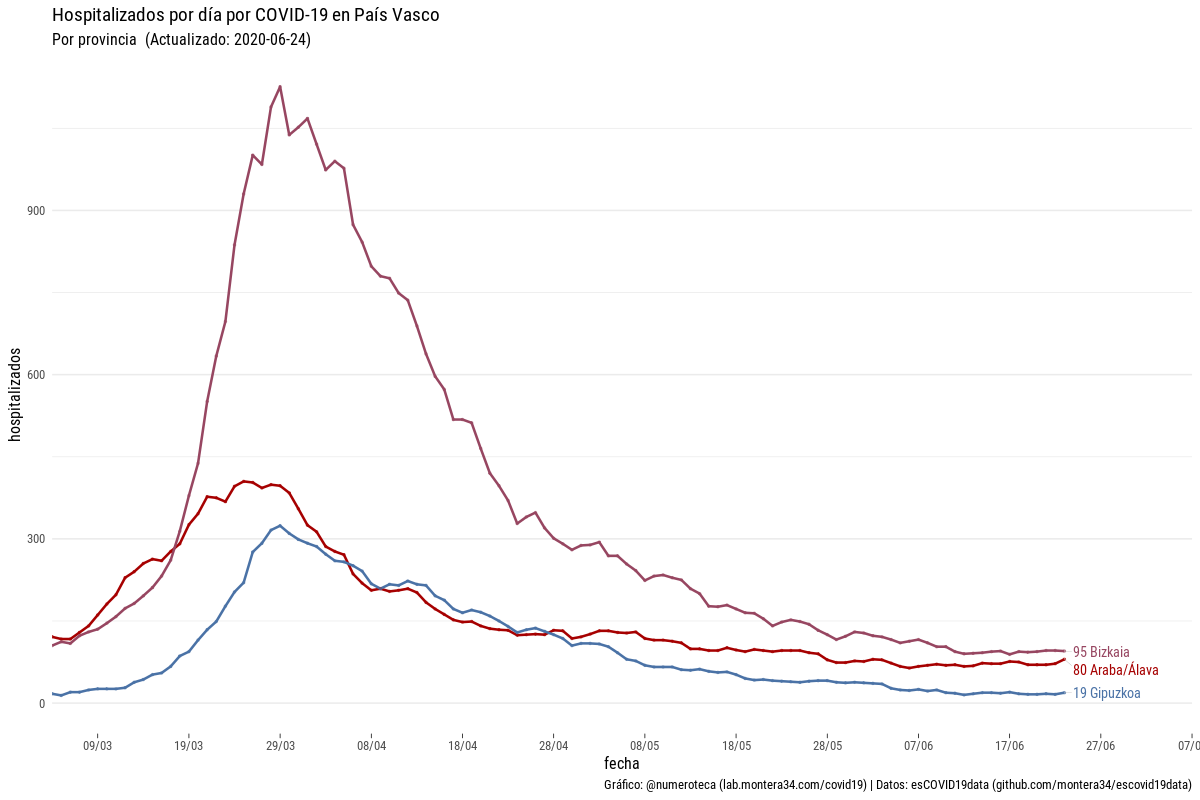 Hospitalizados por día por COVID-19 en País Vasco
Por provincia  (Actualizado: 2020-06-24)
hospitalizados
900
600
300
0
95 Bizkaia
80 Araba/Álava
19 Gipuzkoa
09/03
19/03
29/03
08/04
18/04
28/04
08/05
18/05
28/05
07/06
17/06
27/06
07/0
fecha
Gráfico: @numeroteca (lab.montera34.com/covid19) | Datos: esCOVID19data (github.com/montera34/escovid19data)